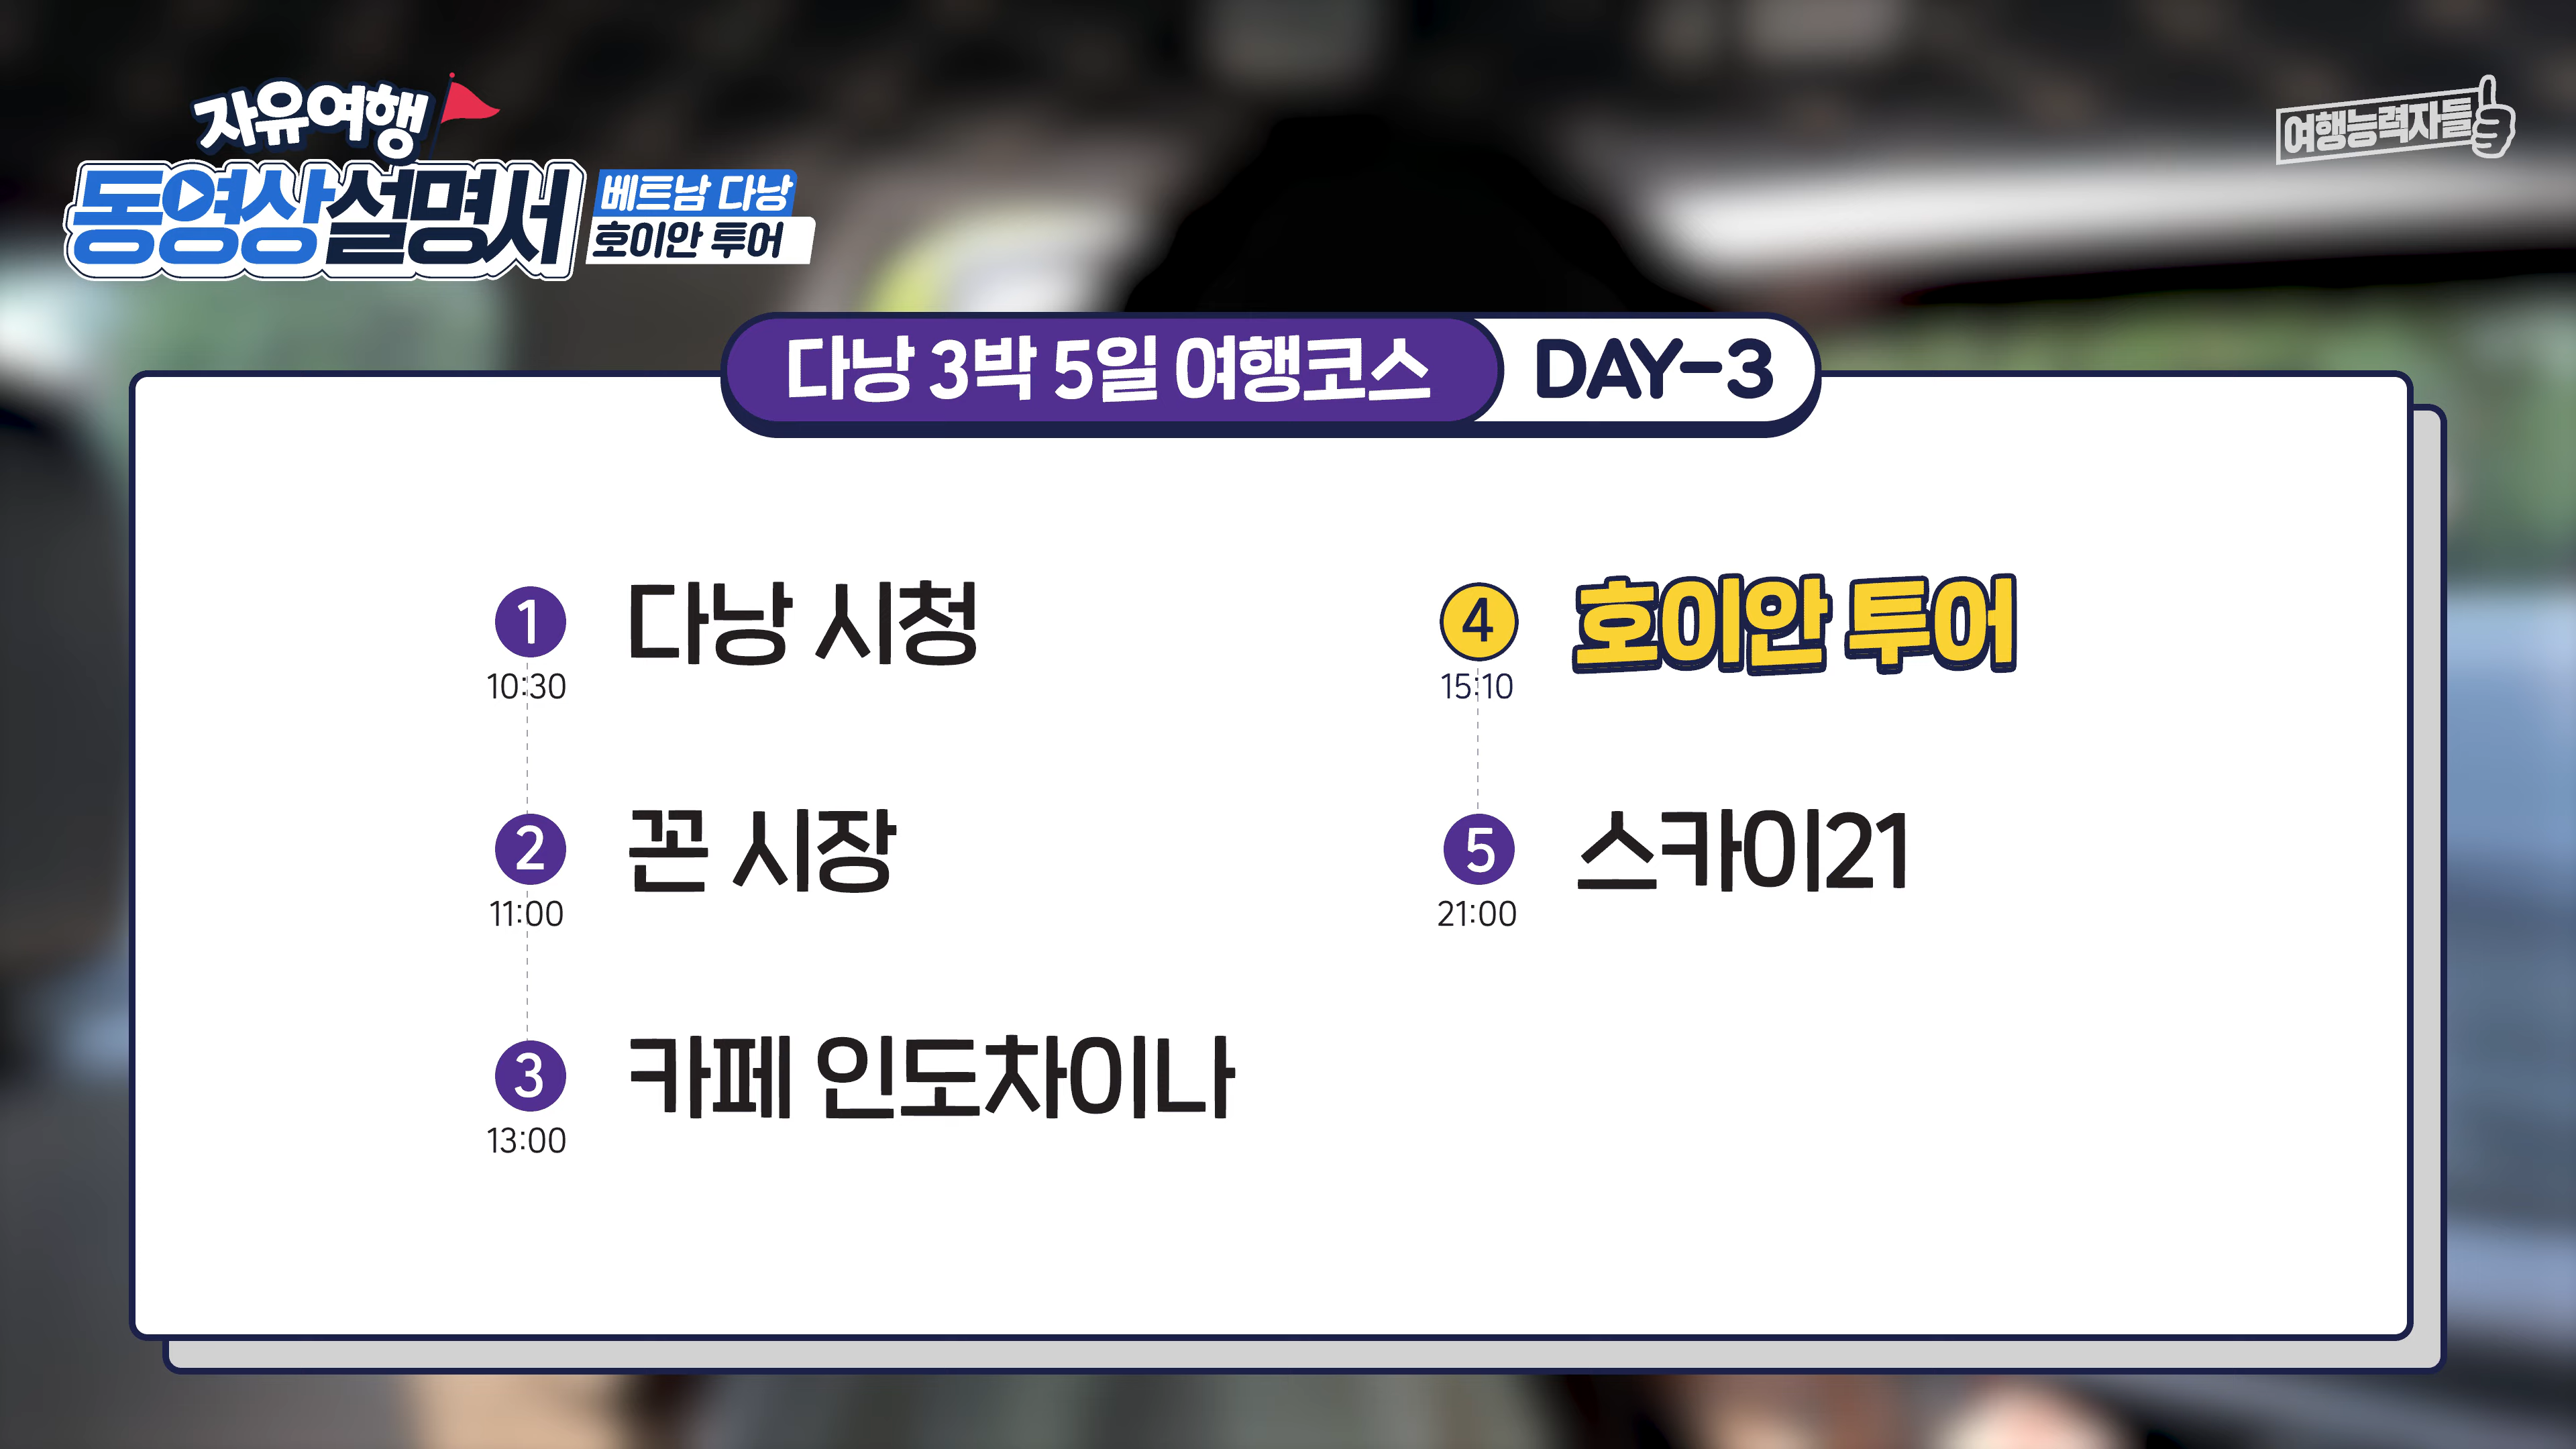 자유여행
동영상설명서
베트남 다낭
호이안 투어
여행능력자들
다낭 3박 5일 여행코스 DAY-3
1 다낭 시청
10:30
2 꼰 시장
11:00
3 카페 인도차이나
13:00
4 호이안 투어
15:10
5 스카이21
21:00